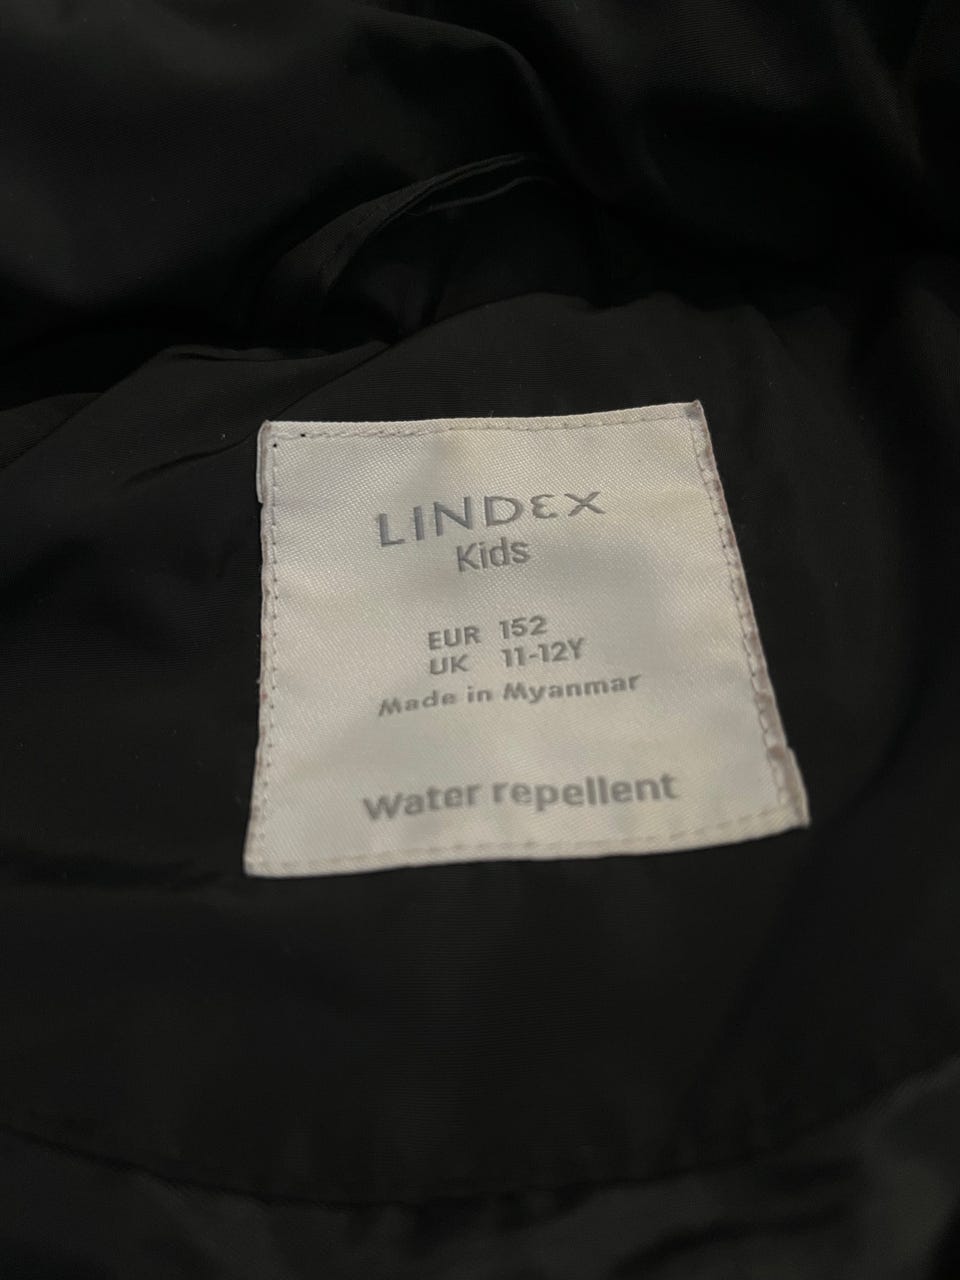 LINDEX
Kids
EUR 152
UK 11-12Y
Made in Myanmar
Water repellent